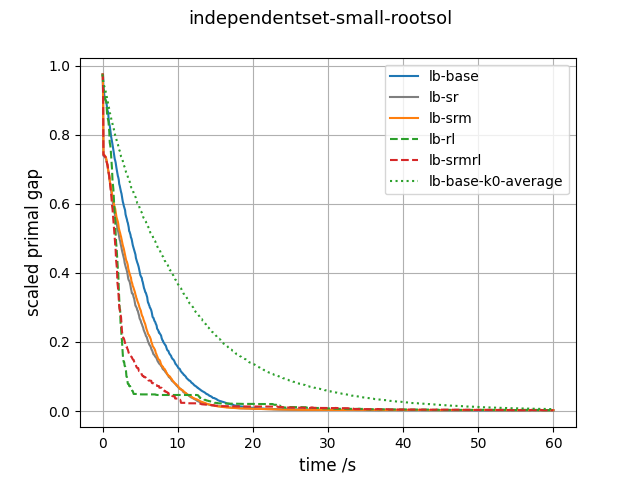 independentset-small-rootsol
1.0
0.8
0.6
0.4
0.2
0.0
scaled primal gap
lb-base
lb-sr
lb-srm
lb-rl
lb-srmrl
lb-base-k0-average
0 10 20 30 40 50 60
time /s